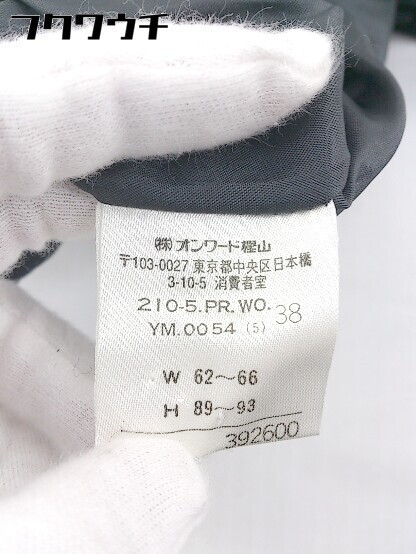 フクワウチ
㈱ オンワード樫山
〒103-0027 東京都中央区日本橋
3-10-5 消費者室
210-5.PR.WO. 38
YM.0054 (5)
W 62～66
H 89～93
392600